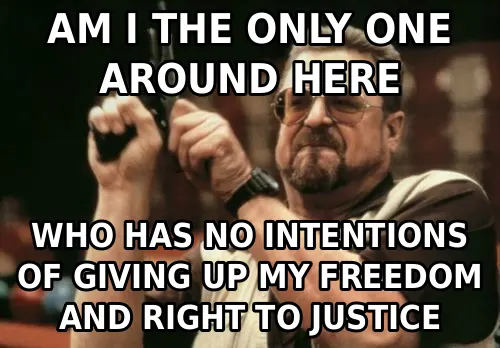 AM I THE ONLY ONE
AROUND HERE
WHO HAS NO INTENTIONS
OF GIVING UP MY FREEDOM
AND RIGHT TO JUSTICE